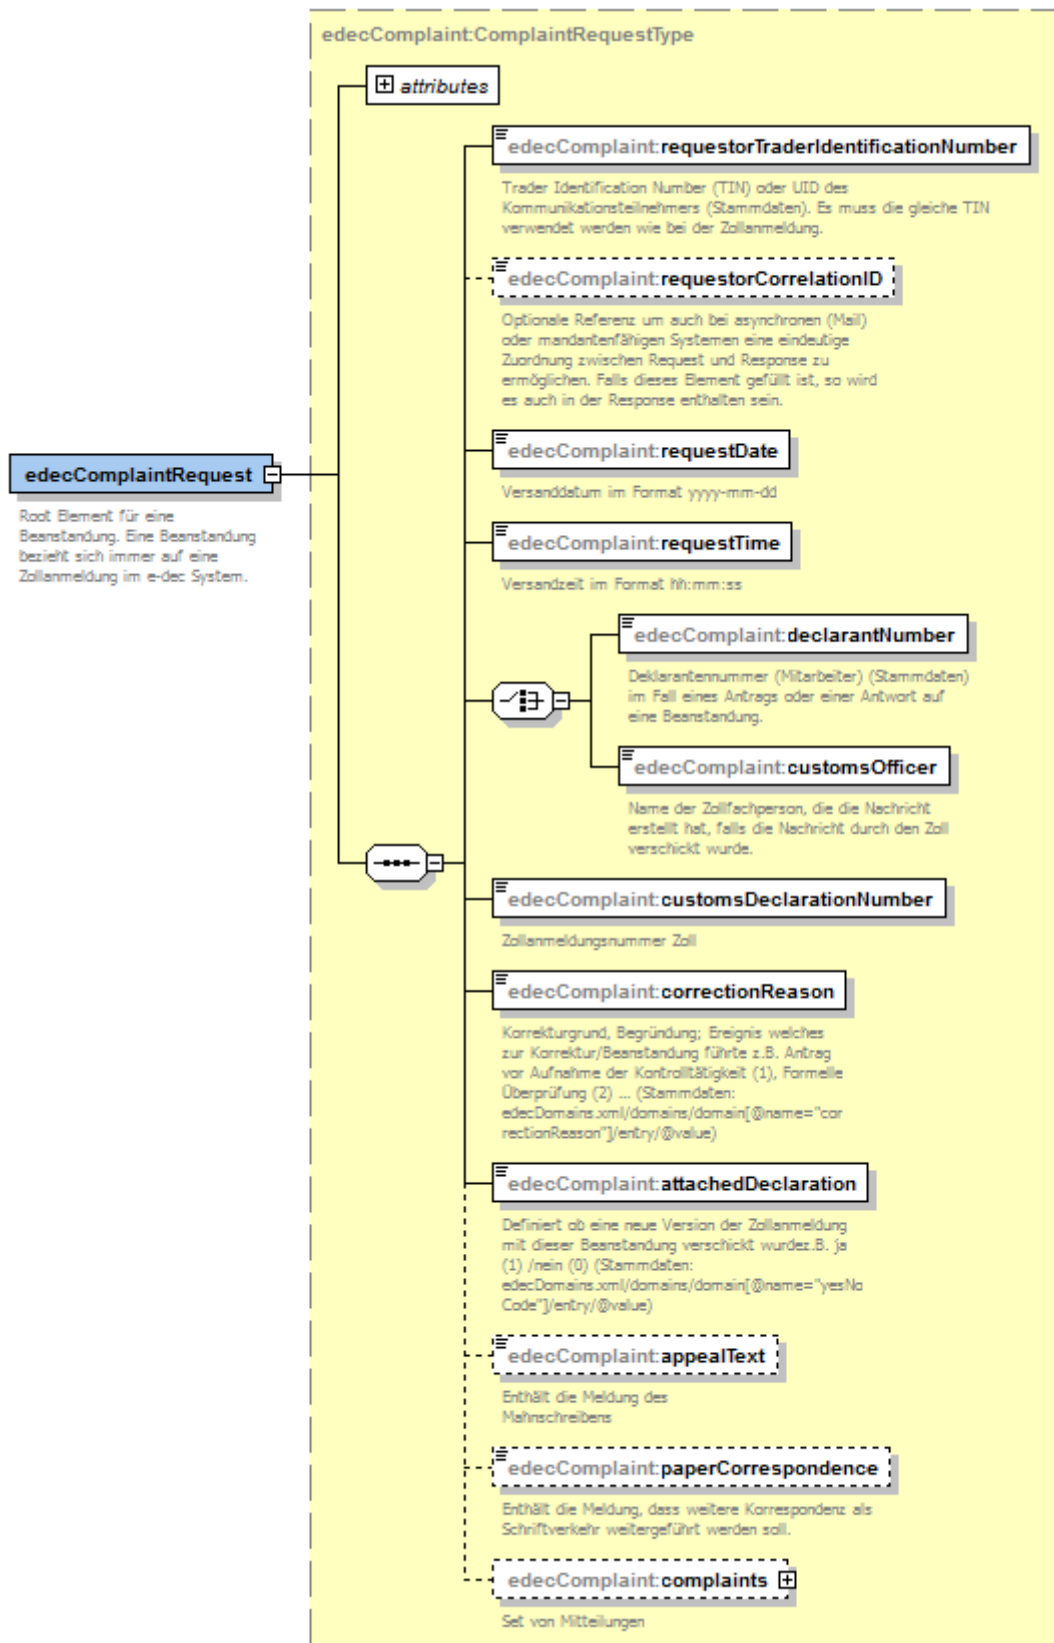 edecComplaint:ComplaintRequestType
attributes
edecComplaint:requestorTraderIdentificationNumber
Trader Identification Number (TIN) oder UID des
Kommunikationsteilnehmers (Stammdaten). Es muss die gleiche TIN
verwendet werden wie bei der Zollanmeldung.
edecComplaint:requestorCorrelationID
Optionale Referenz um auch bei asynchronen (Mail)
oder mandantenfähigen Systemen eine eindeutige
Zuordnung zwischen Request und Response zu
ermöglichen. Falls dieses Element gefüllt ist, so wird
es auch in der Response enthalten sein.
edecComplaint:requestDate
Versanddatum im Format yyyy-mm-dd
edecComplaintRequest
Root Element für eine
Beanstandung. Eine Beanstandung
bezieht sich immer auf eine
Zollanmeldung im e-dec System.
edecComplaint:requestTime
Versandzeit im Format hh:mm:ss
edecComplaint:declarantNumber
Deklarantennummer (Mitarbeiter) (Stammdaten)
im Fall eines Antrags oder einer Antwort auf
eine Beanstandung.
edecComplaint:customsOfficer
Name der Zollfachperson, die die Nachricht
erstellt hat, falls die Nachricht durch den Zoll
verschickt wurde.
edecComplaint:customsDeclarationNumber
Zollanmeldungsnummer Zoll
edecComplaint:correctionReason
Korrekturgrund, Begründung; Ereignis welches
zur Korrektur/Beanstandung führte z.B. Antrag
vor Aufnahme der Kontrolltätigkeit (1), Formelle
Überprüfung (2) ... (Stammdaten:
edecDomains.xml/domains/domain[@name="cor
rectionReason"]/entry/@value)
edecComplaint:attachedDeclaration
Definiert ob eine neue Version der Zollanmeldung
mit dieser Beanstandung verschickt wurdez.B. ja
(1) /nein (0) (Stammdaten:
edecDomains.xml/domains/domain[@name="yesNo
Code"]/entry/@value)
edecComplaint:appealText
Enthält die Meldung des
Mahnschreibens
edecComplaint:paperCorrespondence
Enthält die Meldung, dass weitere Korrespondenz als
Schriftverkehr weitergeführt werden soll.
edecComplaint:complaints
Set von Mitteilungen